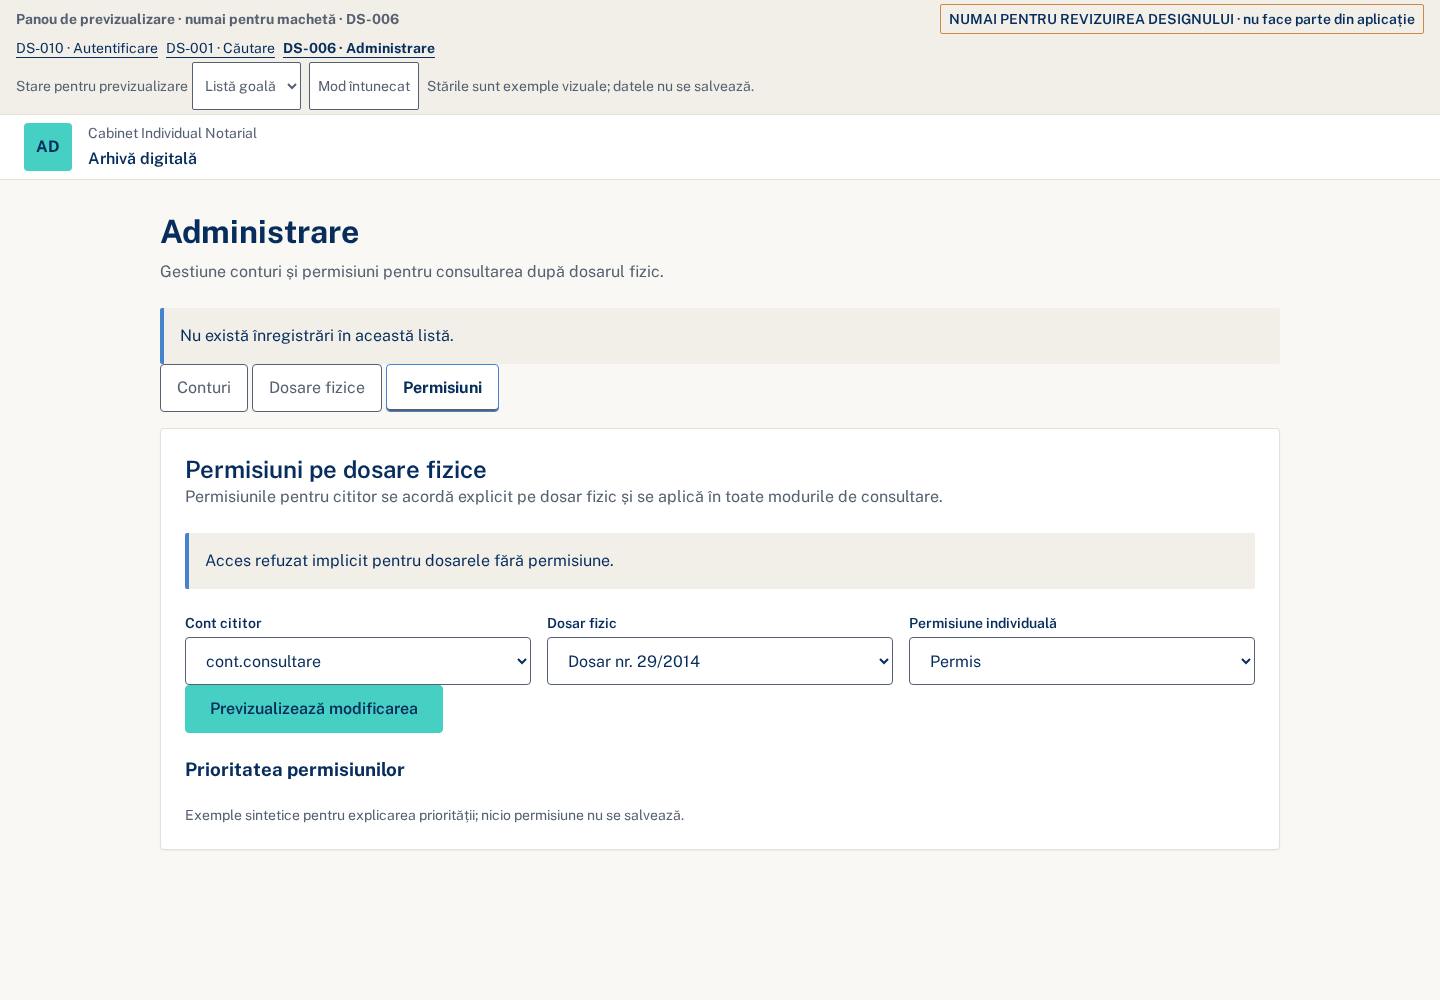 Panou de previzualizare · numai pentru machetă · DS-006
NUMAI PENTRU REVIZUIREA DESIGNULUI · nu face parte din aplicație
DS-010 · Autentificare DS-001 · Căutare DS-006 · Administrare
Stare pentru previzualizare Listă goală Mod întunecat Stările sunt exemple vizuale; datele nu se salvează.
AD
Cabinet Individual Notarial
Arhivă digitală
Administrare
Gestiune conturi și permisiuni pentru consultarea după dosarul fizic.
Nu există înregistrări în această listă.
Conturi Dosare fizice Permisiuni
Permisiuni pe dosare fizice
Permisiunile pentru cititor se acordă explicit pe dosar fizic și se aplică în toate modurile de consultare.
Acces refuzat implicit pentru dosarele fără permisiune.
Cont cititor Dosar fizic Permisiune individuală
cont.consultare Dosar nr. 29/2014 Permis
Previzualizează modificarea
Prioritatea permisiunilor
Exemple sintetice pentru explicarea priorității; nicio permisiune nu se salvează.